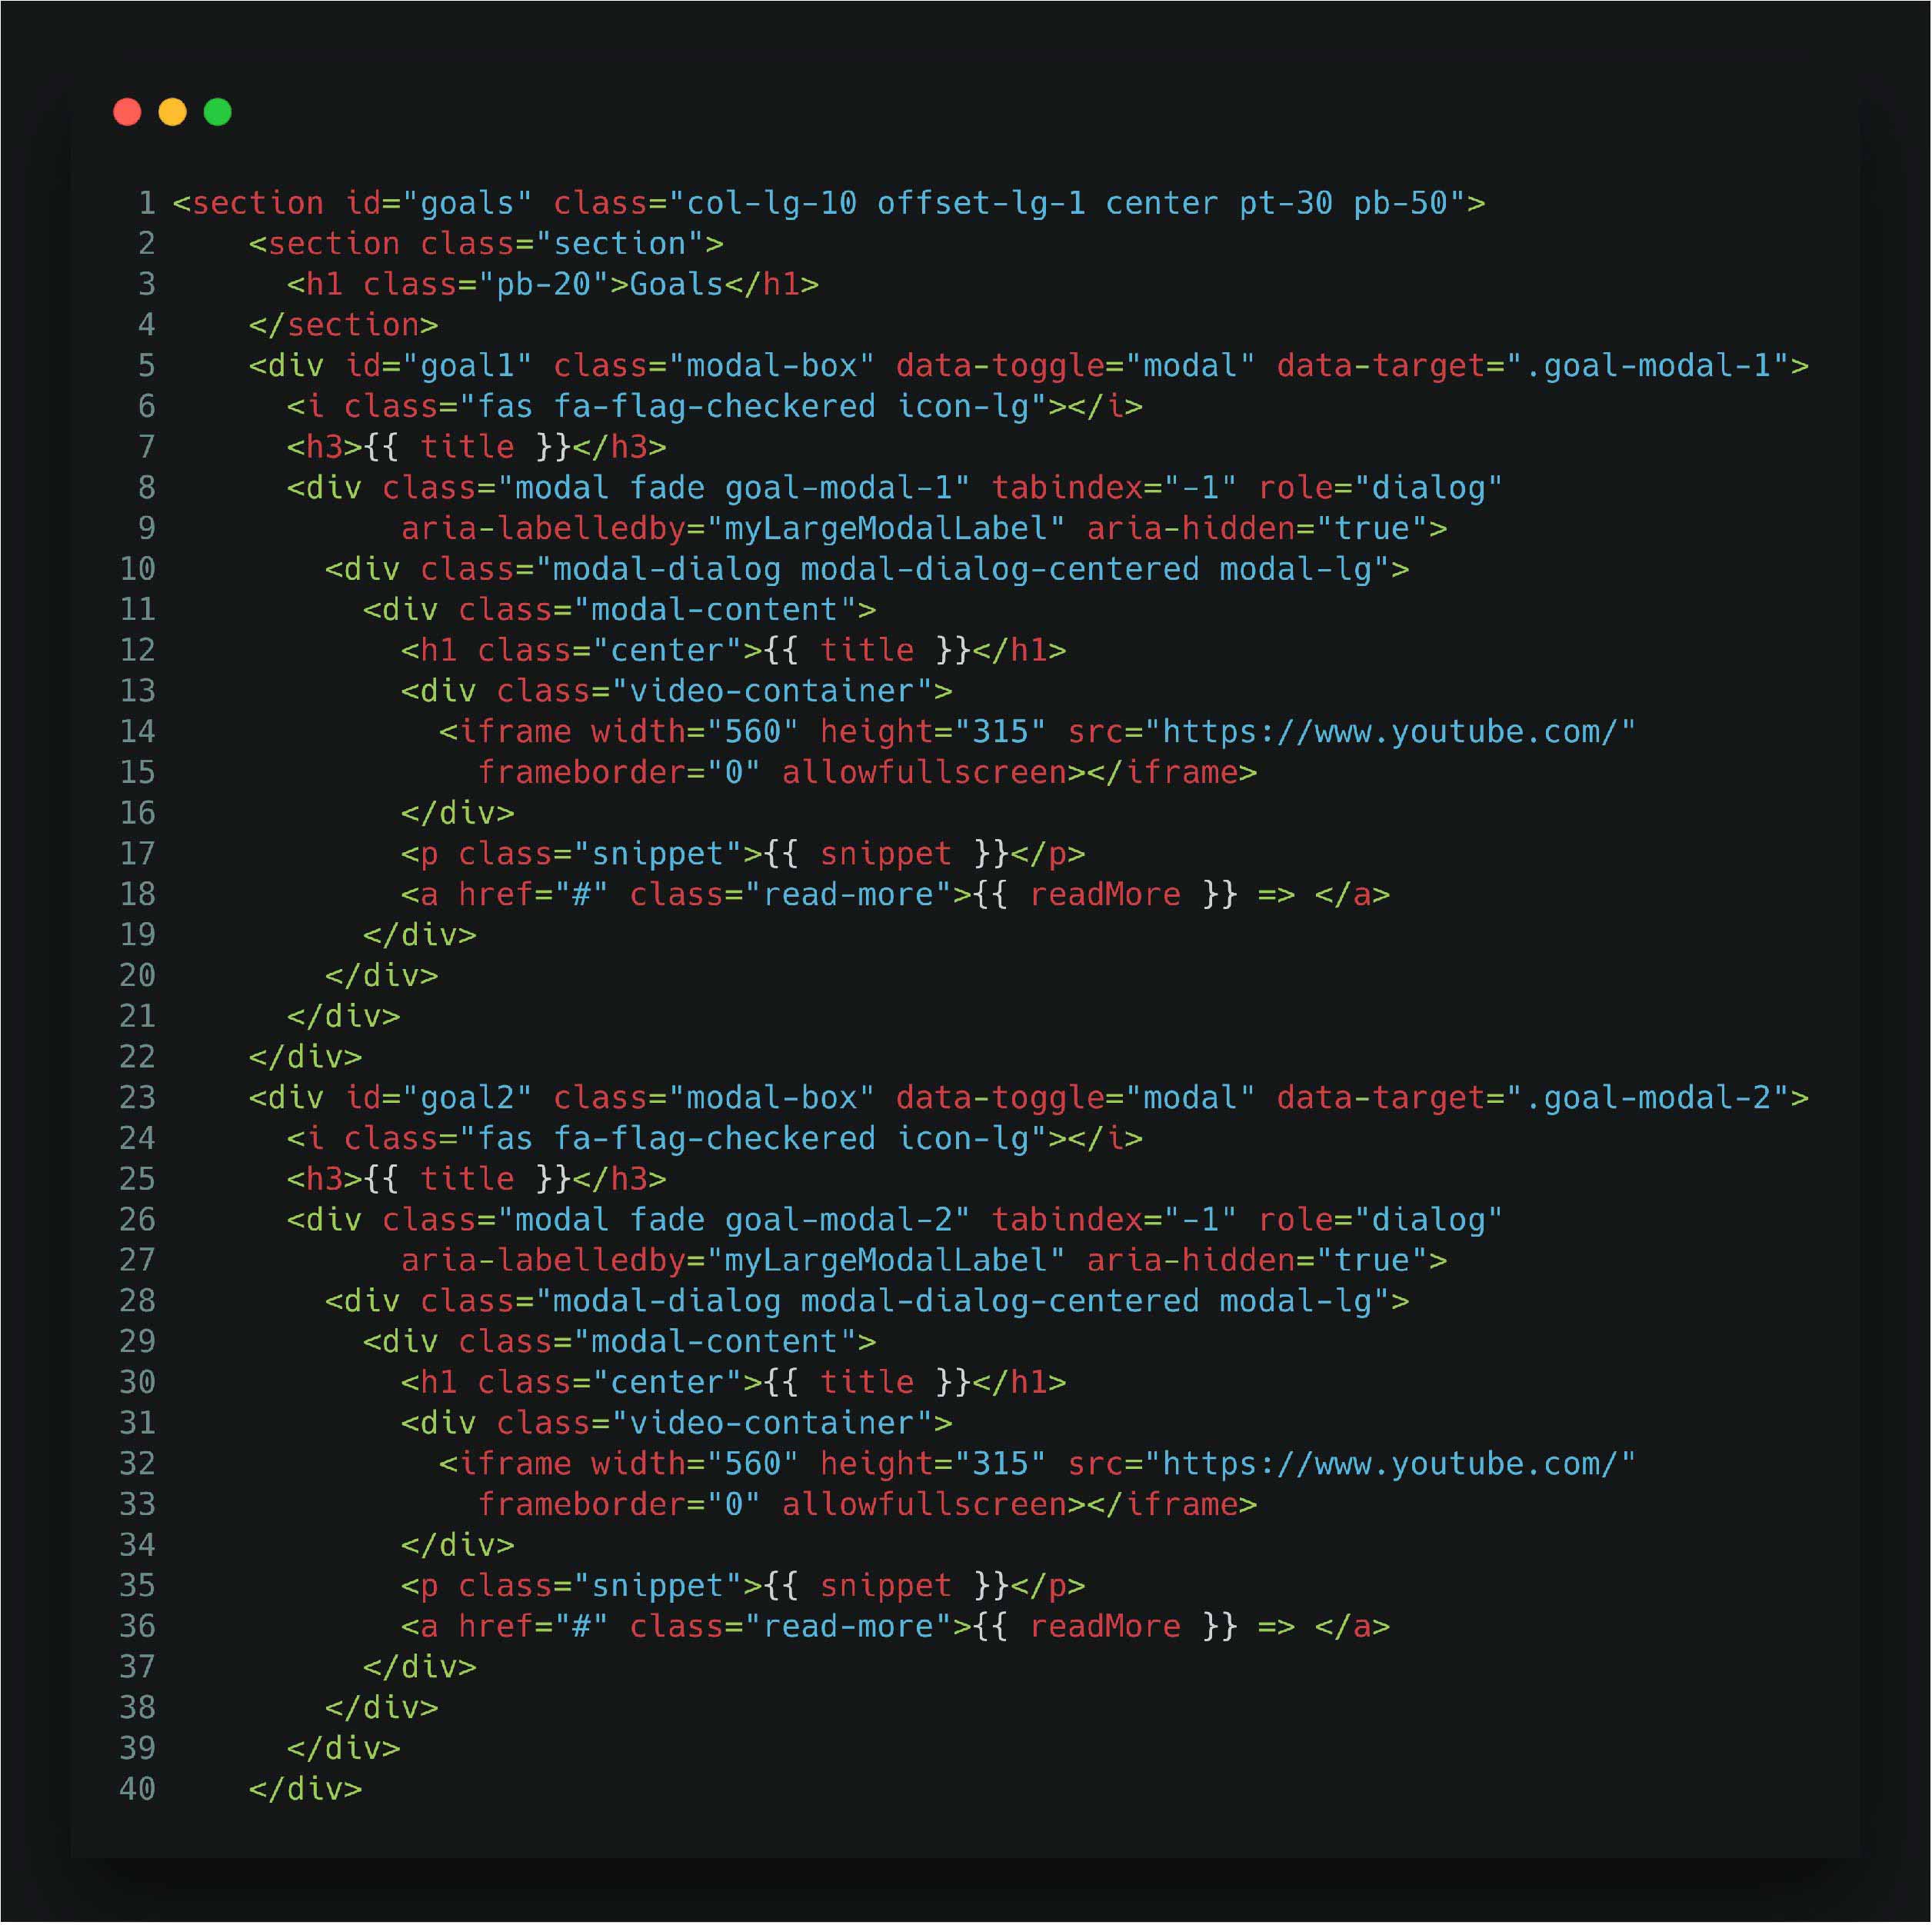 1 <section id="goals" class="col-lg-10 offset-lg-1 center pt-30 pb-50">
2     <section class="section">
3       <h1 class="pb-20">Goals</h1>
4     </section>
5     <div id="goal1" class="modal-box" data-toggle="modal" data-target=".goal-modal-1">
6       <i class="fas fa-flag-checkered icon-lg"></i>
7       <h3>{{ title }}</h3>
8       <div class="modal fade goal-modal-1" tabindex="-1" role="dialog"
9             aria-labelledby="myLargeModalLabel" aria-hidden="true">
10         <div class="modal-dialog modal-dialog-centered modal-lg">
11           <div class="modal-content">
12             <h1 class="center">{{ title }}</h1>
13             <div class="video-container">
14               <iframe width="560" height="315" src="https://www.youtube.com/"
15                 frameborder="0" allowfullscreen></iframe>
16             </div>
17             <p class="snippet">{{ snippet }}</p>
18             <a href="#" class="read-more">{{ readMore }} => </a>
19           </div>
20         </div>
21       </div>
22     </div>
23     <div id="goal2" class="modal-box" data-toggle="modal" data-target=".goal-modal-2">
24       <i class="fas fa-flag-checkered icon-lg"></i>
25       <h3>{{ title }}</h3>
26       <div class="modal fade goal-modal-2" tabindex="-1" role="dialog"
27             aria-labelledby="myLargeModalLabel" aria-hidden="true">
28         <div class="modal-dialog modal-dialog-centered modal-lg">
29           <div class="modal-content">
30             <h1 class="center">{{ title }}</h1>
31             <div class="video-container">
32               <iframe width="560" height="315" src="https://www.youtube.com/"
33                 frameborder="0" allowfullscreen></iframe>
34             </div>
35             <p class="snippet">{{ snippet }}</p>
36             <a href="#" class="read-more">{{ readMore }} => </a>
37           </div>
38         </div>
39       </div>
40     </div>